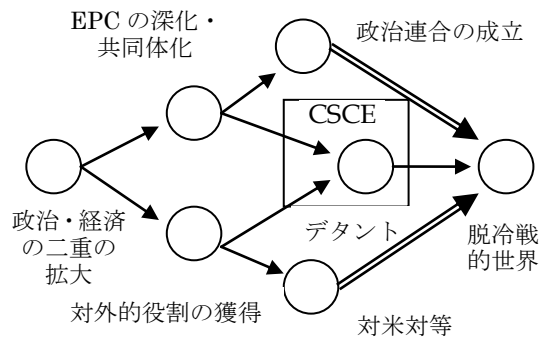 EPC の深化・
共同体化
政治連合の成立
CSCE
政治・経済
の二重の
拡大
デタント
脱冷戦
的世界
対外的役割の獲得
対米対等